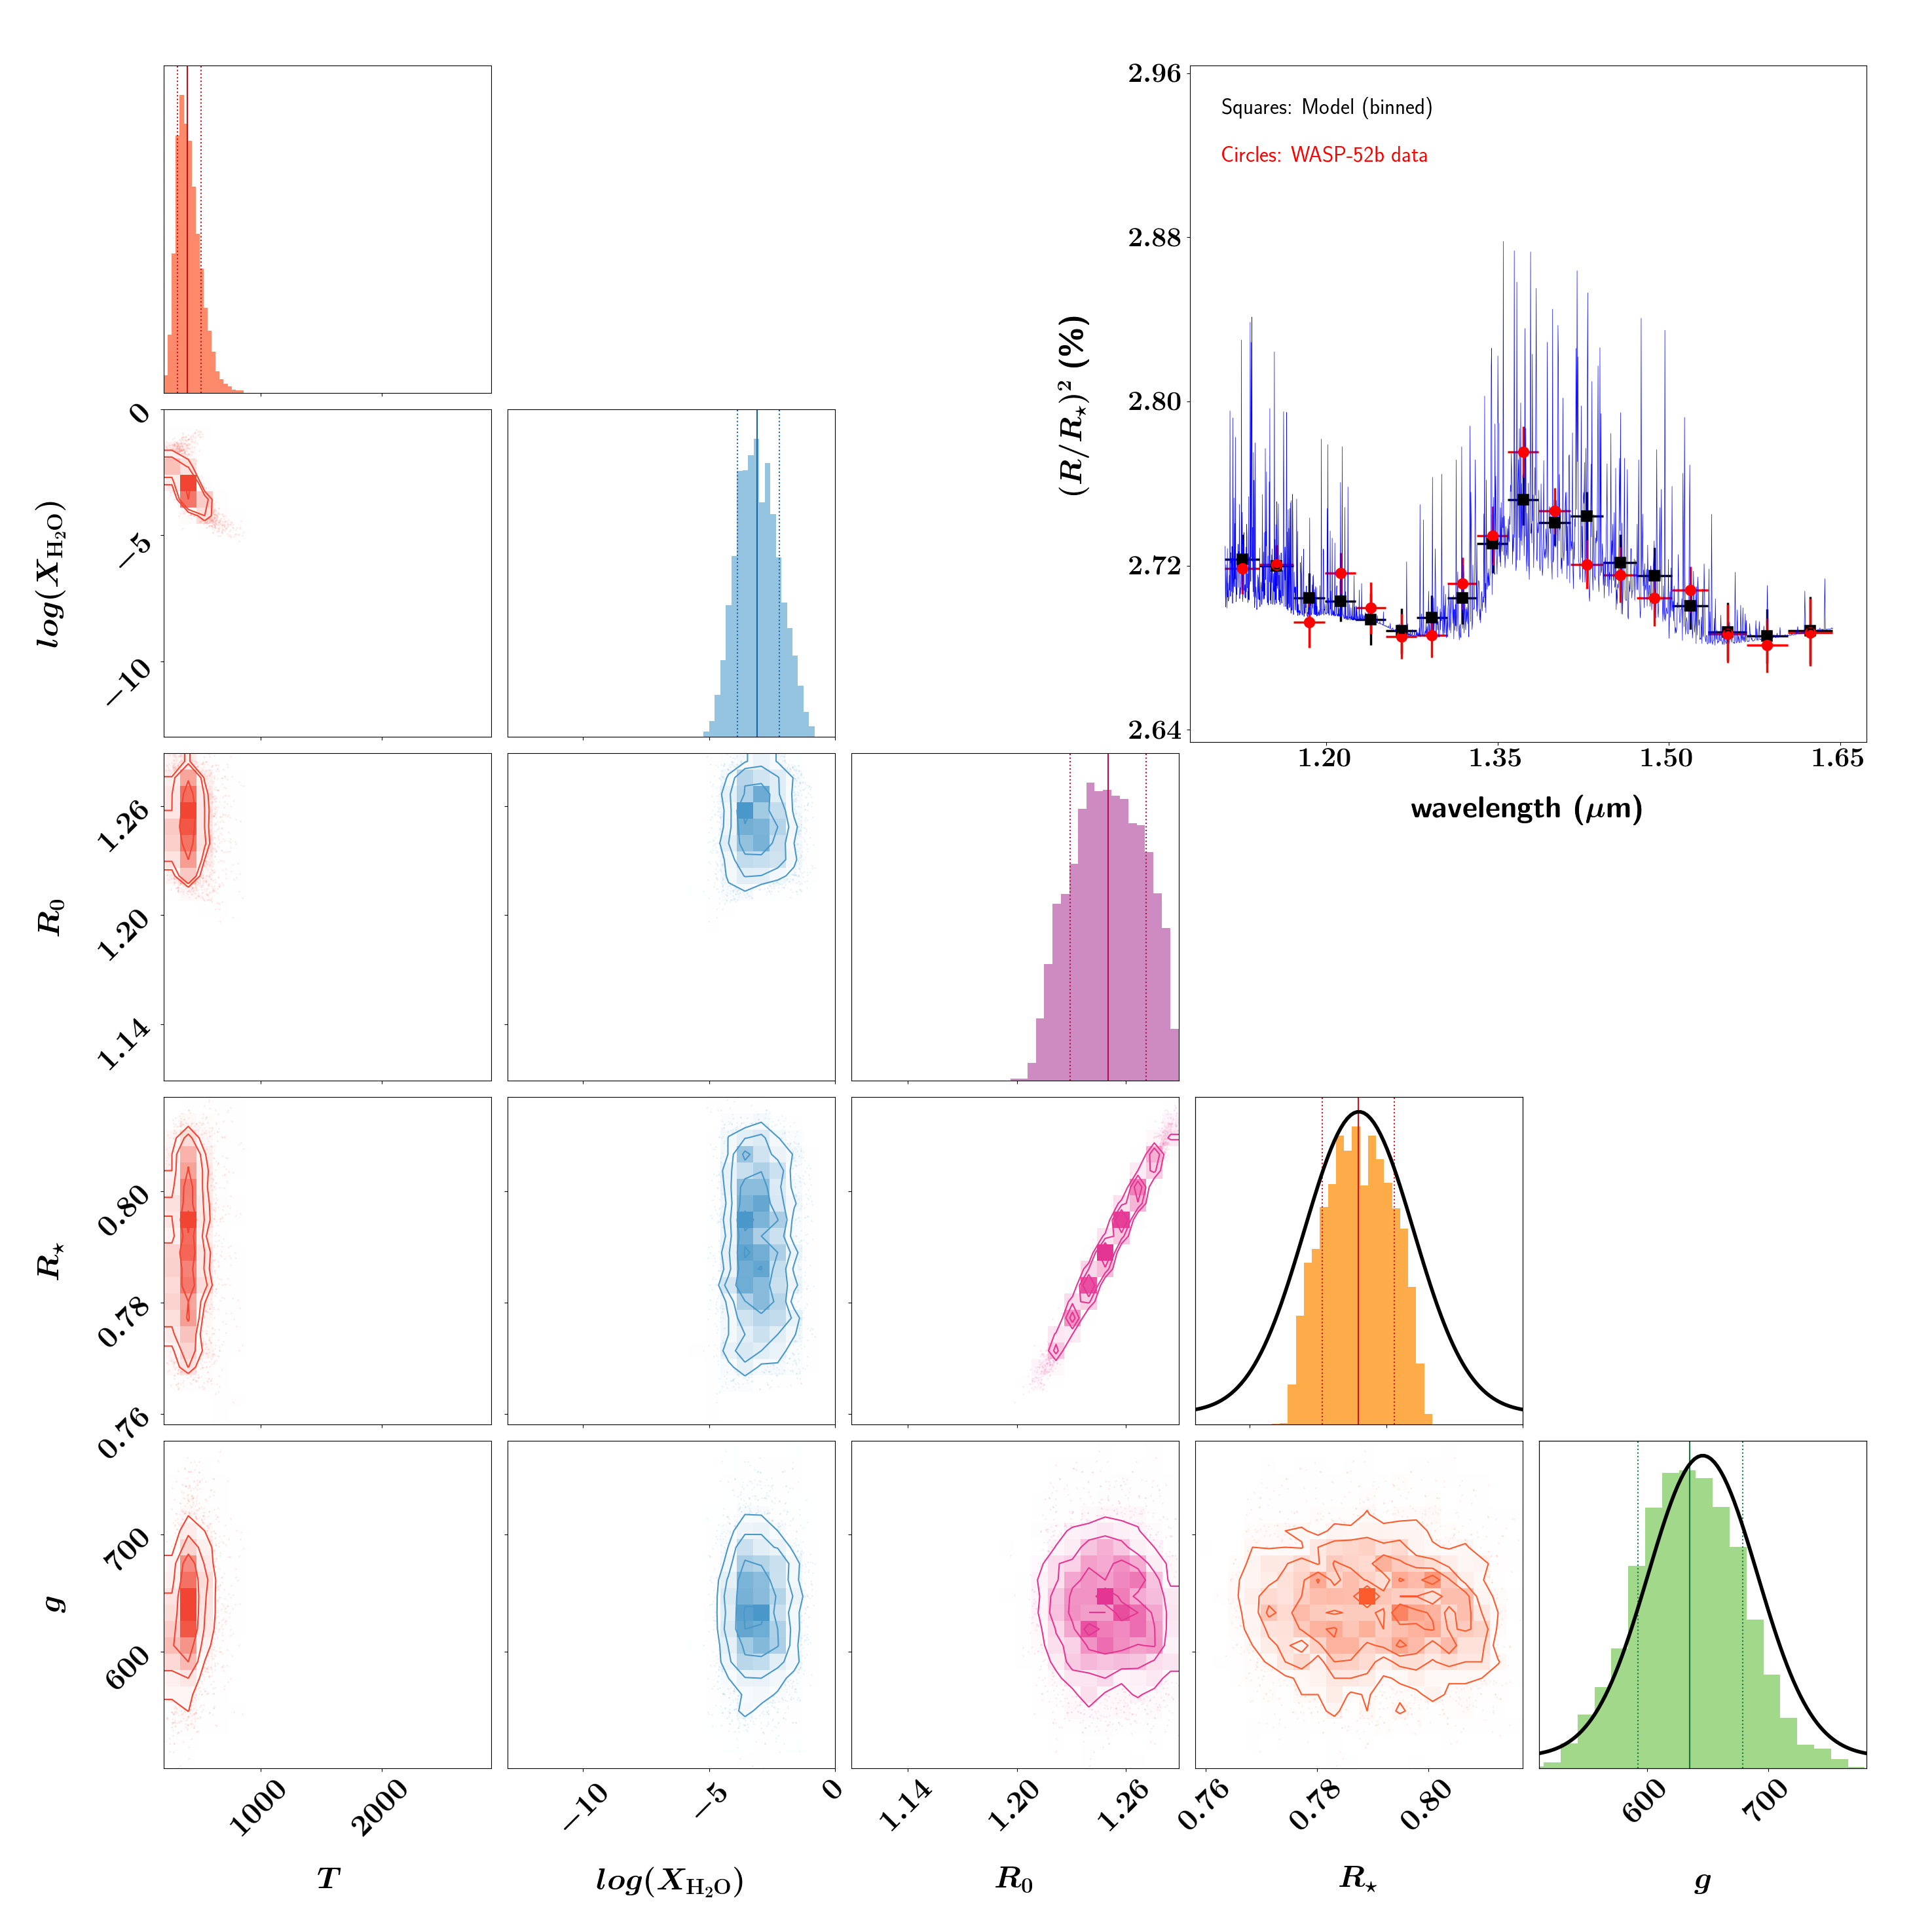 2.96
Squares: Model (binned)
Circles: WASP-52b data
2.88
2.80
2.72
2.64
(R/R⋆)² (%)
1.20 1.35 1.50 1.65
wavelength (μm)
0
−5
−10
log(X_H₂O)
1.26
1.20
1.14
R₀
0.80
0.78
0.76
R⋆
700
600
g
1000 2000 −10 −5 0 1.14 1.20 1.26 0.76 0.78 0.80 600 700
T log(X_H₂O) R₀ R⋆ g